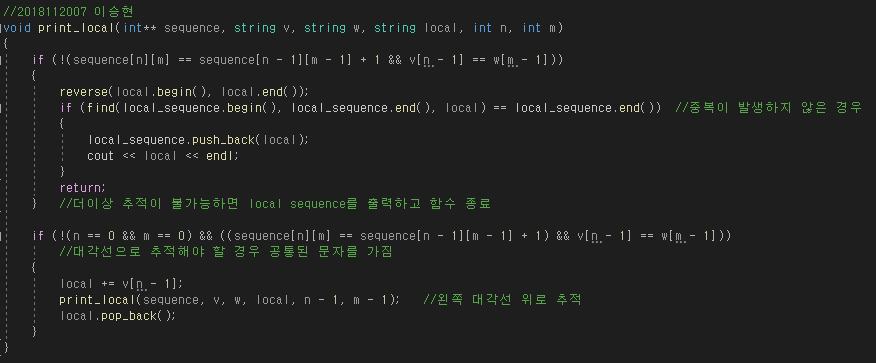 //2018112007 이승현
void print_local(int** sequence, string v, string w, string local, int n, int m)
{
if (!(sequence[n][m] == sequence[n - 1][m - 1] + 1 && v[n - 1] == w[m - 1]))
{
reverse(local.begin(), local.end());
if (find(local_sequence.begin(), local_sequence.end(), local) == local_sequence.end()) //중복이 발생하지 않은 경우
{
local_sequence.push_back(local);
cout << local << endl;
}
return;
} //더이상 추적이 불가능하면 local sequence를 출력하고 함수 종료
if (!(n == 0 && m == 0) && ((sequence[n][m] == sequence[n - 1][m - 1] + 1) && v[n - 1] == w[m - 1]))
//대각선으로 추적해야 할 경우 공통된 문자를 가짐
{
local += v[n - 1];
print_local(sequence, v, w, local, n - 1, m - 1); //왼쪽 대각선 위로 추적
local.pop_back();
}
}